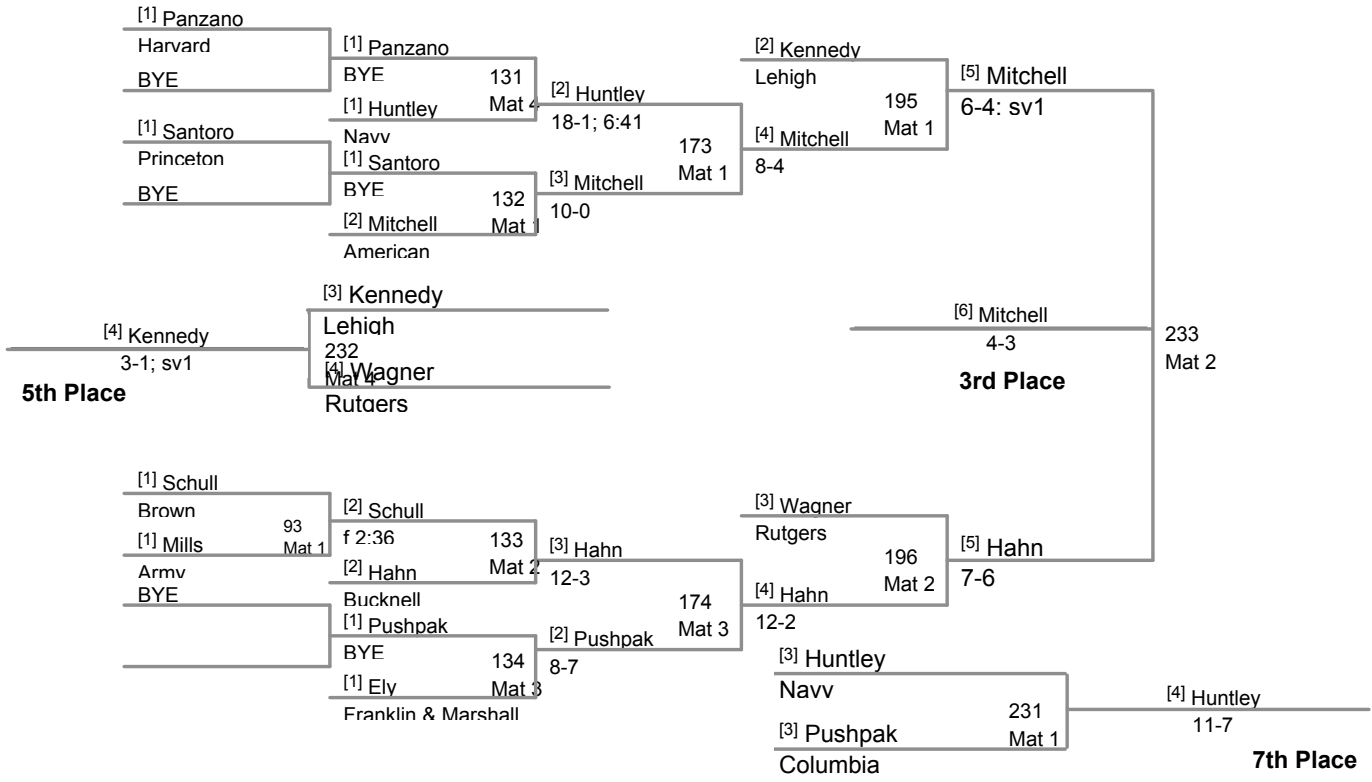 [1] Panzano
Harvard
BYE
[1] Panzano
BYE
131
Mat 4
[1] Huntley
Navy
[2] Huntley
18-1; 6:41
[1] Santoro
Princeton
BYE
[1] Santoro
BYE
132
Mat 1
[2] Mitchell
American
[3] Mitchell
10-0
173
Mat 1
[2] Kennedy
Lehigh
[4] Mitchell
8-4
195
Mat 1
[5] Mitchell
6-4: sv1
[3] Kennedy
Lehigh
232
Mat 4
[4] Wagner
Rutgers
[4] Kennedy
3-1; sv1
5th Place
[6] Mitchell
4-3
3rd Place
233
Mat 2
[1] Schull
Brown
93
Mat 1
[1] Mills
Army
BYE
[2] Schull
f 2:36
133
Mat 2
[2] Hahn
Bucknell
[3] Hahn
12-3
[1] Pushpak
BYE
134
Mat 3
[1] Ely
Franklin & Marshall
[2] Pushpak
8-7
174
Mat 3
[3] Wagner
Rutgers
[4] Hahn
12-2
196
Mat 2
[5] Hahn
7-6
[3] Huntley
Navy
231
Mat 1
[3] Pushpak
Columbia
[4] Huntley
11-7
7th Place